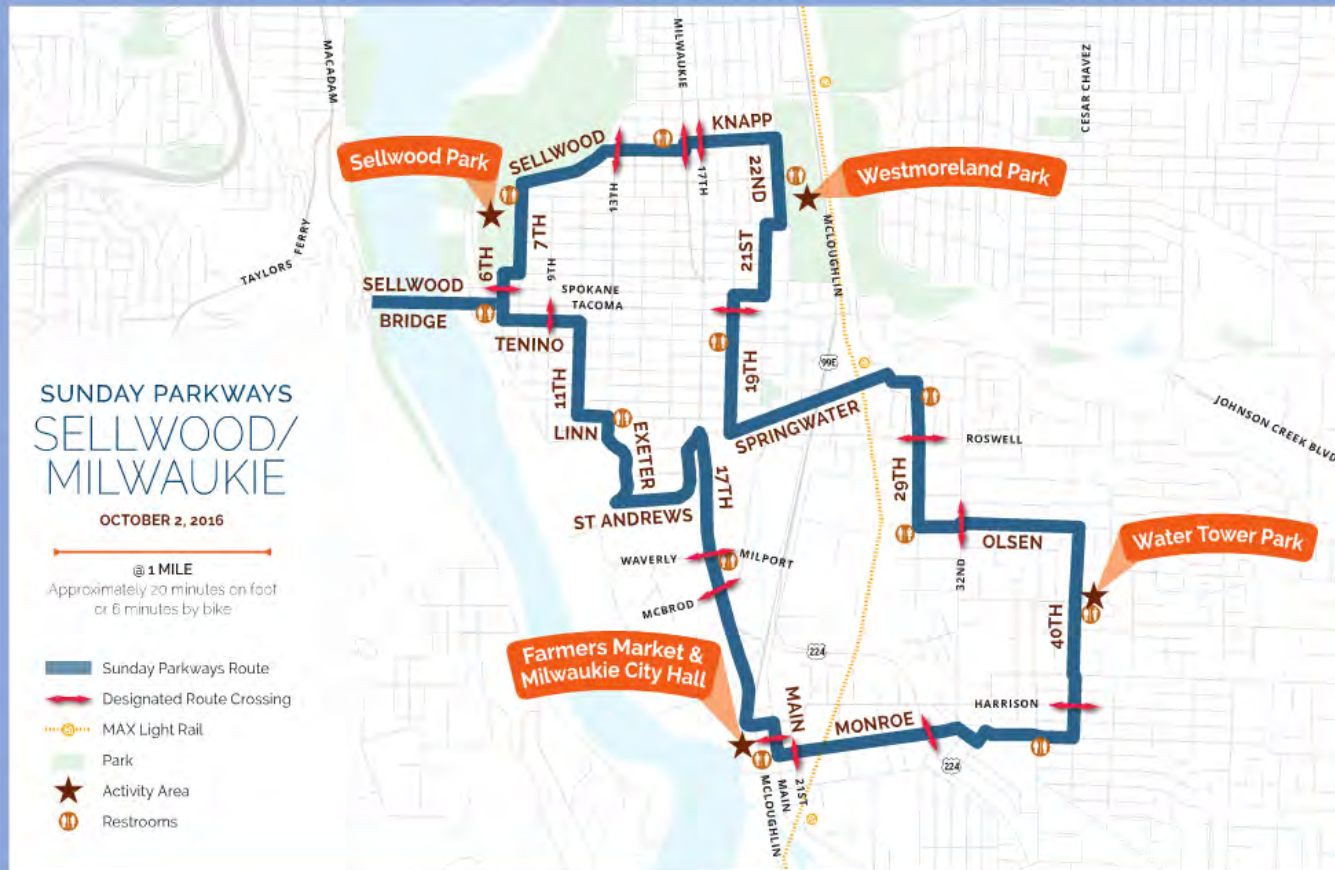 MACADAM
MILWAUKIE
CESAR CHAVEZ
KNAPP
SELLWOOD
Sellwood Park
Westmoreland Park
13TH
17TH
22ND
MCLOUGHLIN
7TH
21ST
TAYLORS FERRY
6TH
9TH
SELLWOOD
BRIDGE
SPOKANE
TACOMA
TENINO
19TH
99E
11TH
LINN
EXETER
SPRINGWATER
JOHNSON CREEK BLVD
ROSWELL
29TH
17TH
ST ANDREWS
OLSEN
32ND
Water Tower Park
WAVERLY
MILPORT
MCBROD
40TH
224
Farmers Market &
Milwaukie City Hall
MAIN
MONROE
HARRISON
224
21ST
MAIN
MCLOUGHLIN
SUNDAY PARKWAYS
SELLWOOD/
MILWAUKIE
OCTOBER 2, 2016
@ 1 MILE
Approximately 20 minutes on foot
or 6 minutes by bike
Sunday Parkways Route
Designated Route Crossing
MAX Light Rail
Park
Activity Area
Restrooms